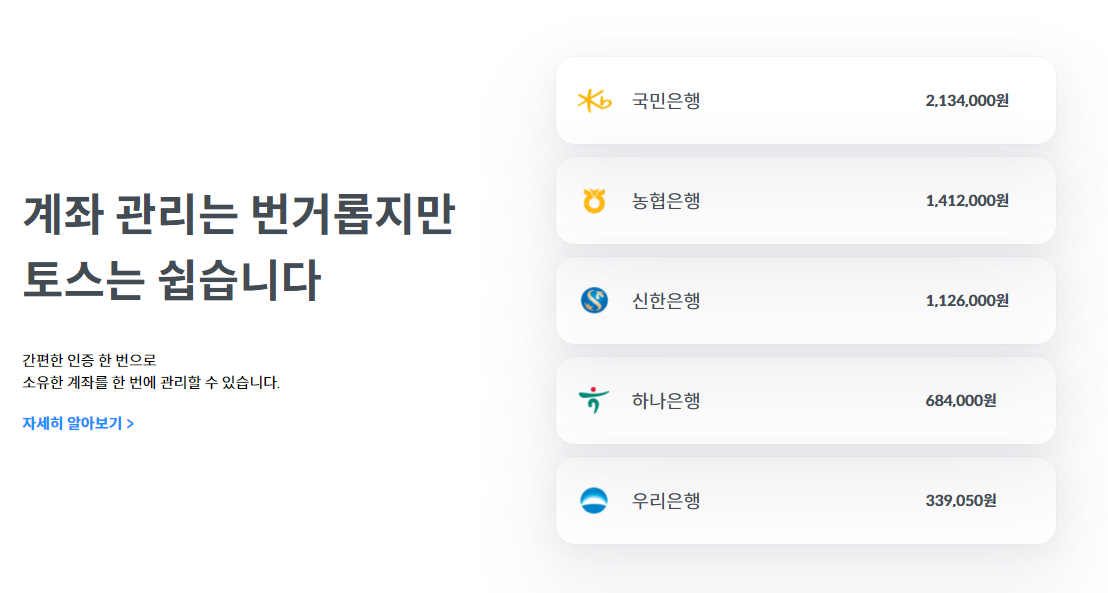 계좌 관리는 번거롭지만
토스는 쉽습니다
간편한 인증 한 번으로
소유한 계좌를 한 번에 관리할 수 있습니다.
자세히 알아보기 >
국민은행 2,134,000원
농협은행 1,412,000원
신한은행 1,126,000원
하나은행 684,000원
우리은행 339,050원